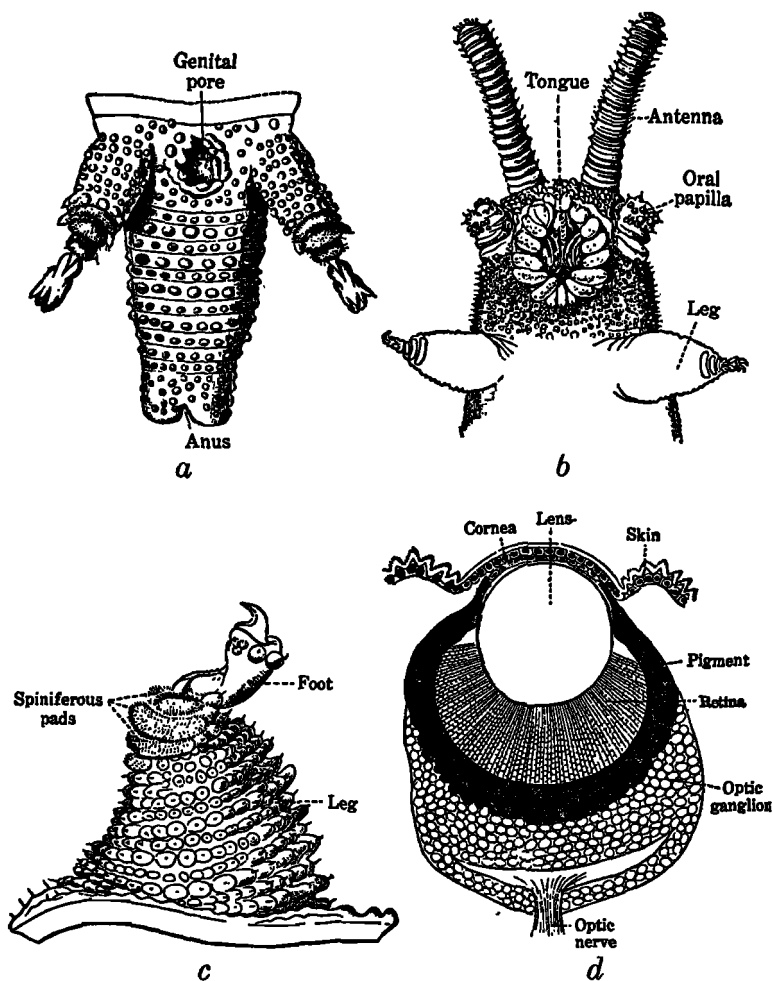 Genital
pore
Anus
a
Tongue
Antenna
Oral
papilla
Leg
b
Spiniferous
pads
Foot
Leg
c
Cornea
Lens
Skin
Pigment
Retina
Optic
ganglion
Optic
nerve
d